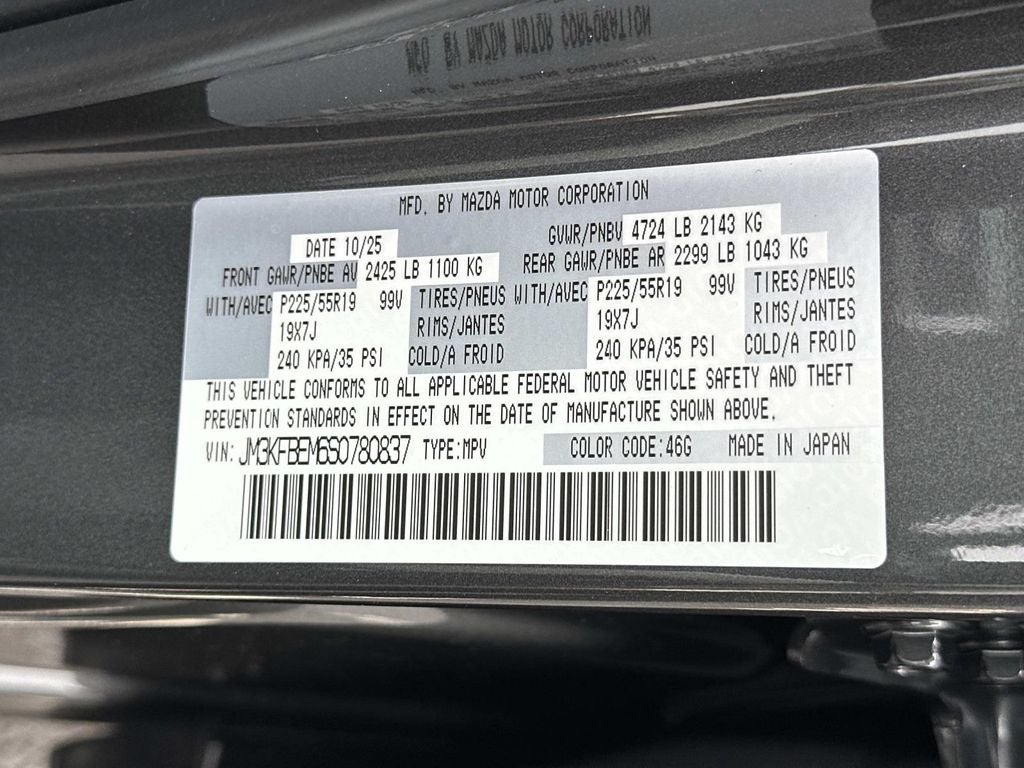 MFD. BY MAZDA MOTOR CORPORATION
DATE 10/25 GVWR/PNBV 4724 LB 2143 KG
FRONT GAWR/PNBE AV 2425 LB 1100 KG REAR GAWR/PNBE AR 2299 LB 1043 KG
WITH/AVEC P225/55R19 99V TIRES/PNEUS WITH/AVEC P225/55R19 99V TIRES/PNEUS
19X7J RIMS/JANTES 19X7J RIMS/JANTES
240 KPA/35 PSI COLD/A FROID 240 KPA/35 PSI COLD/A FROID
THIS VEHICLE CONFORMS TO ALL APPLICABLE FEDERAL MOTOR VEHICLE SAFETY AND THEFT
PREVENTION STANDARDS IN EFFECT ON THE DATE OF MANUFACTURE SHOWN ABOVE.
VIN: JM3KFBEM6S0780837 TYPE:MPV COLOR CODE:46G MADE IN JAPAN